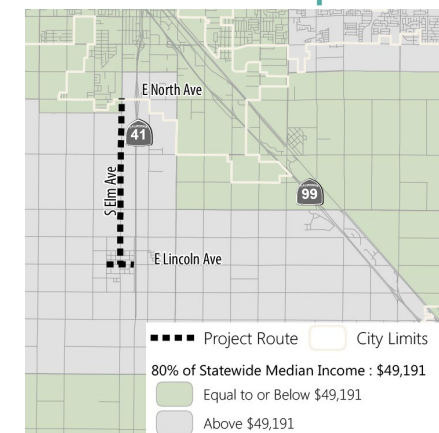 E North Ave
41
S Elm Ave
99
E Lincoln Ave
Project Route City Limits
80% of Statewide Median Income : $49,191
Equal to or Below $49,191
Above $49,191